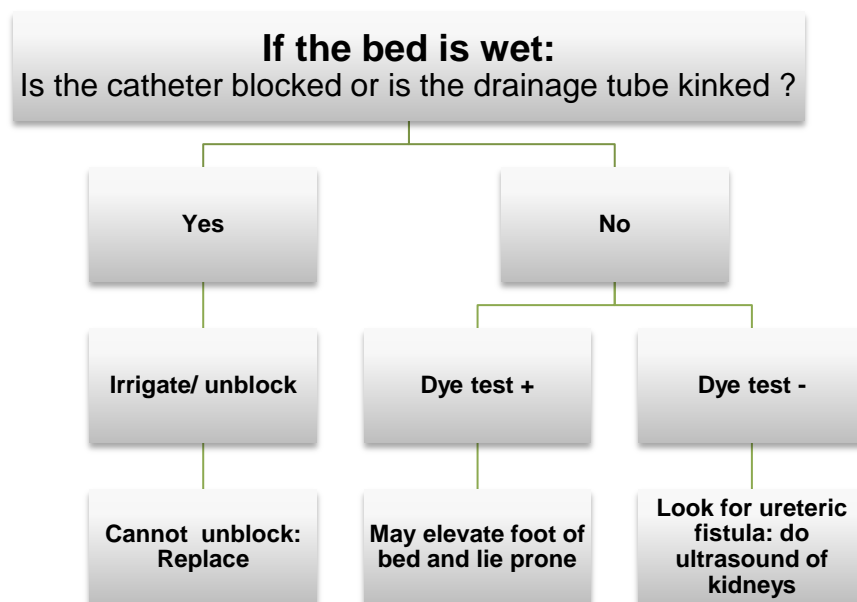 If the bed is wet:
Is the catheter blocked or is the drainage tube kinked ?
Yes
No
Irrigate/ unblock
Dye test +
Dye test -
Cannot unblock:
Replace
May elevate foot of
bed and lie prone
Look for ureteric
fistula: do
ultrasound of
kidneys